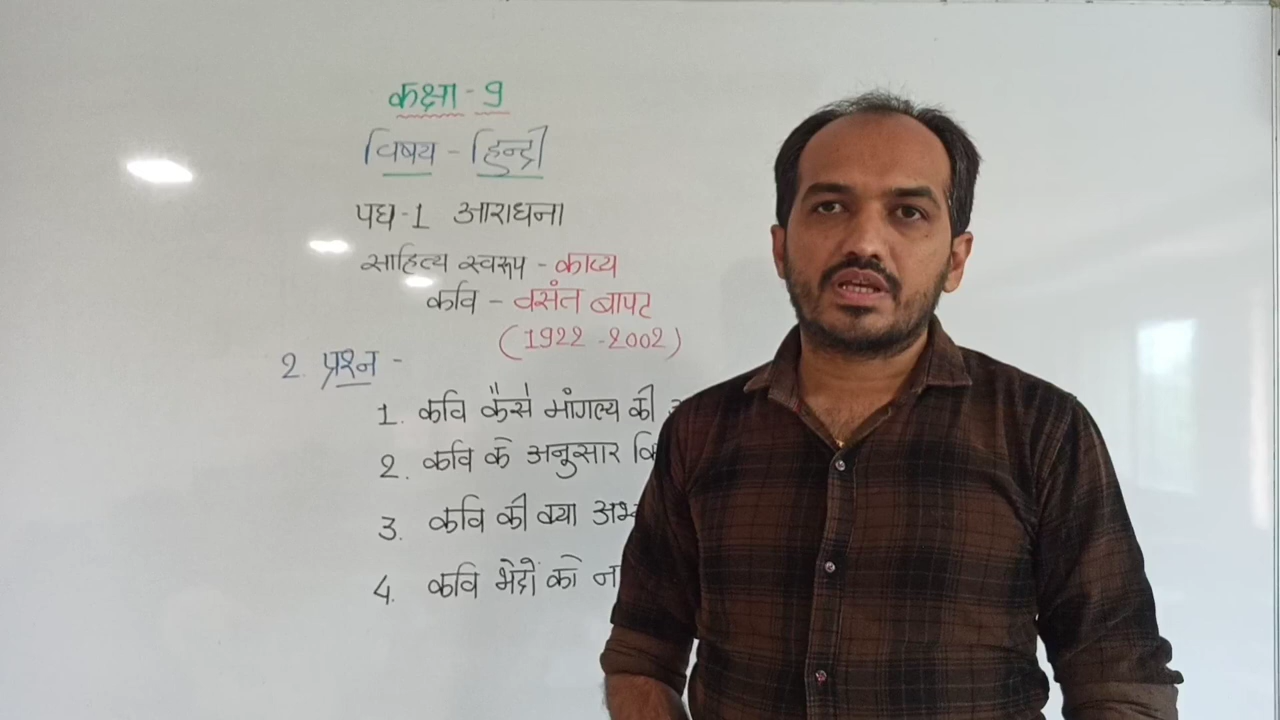 कक्षा - 9
विषय - हिन्दी
पद्य - 1 आराधना
साहित्य स्वरूप - काव्य
कवि - वसंत बापट
(1922 - 2002)
2. प्रश्न -
1. कवि कैसे मांगल्य की
2. कवि के अनुसार
3. कवि की क्या
4. कवि भेदों को